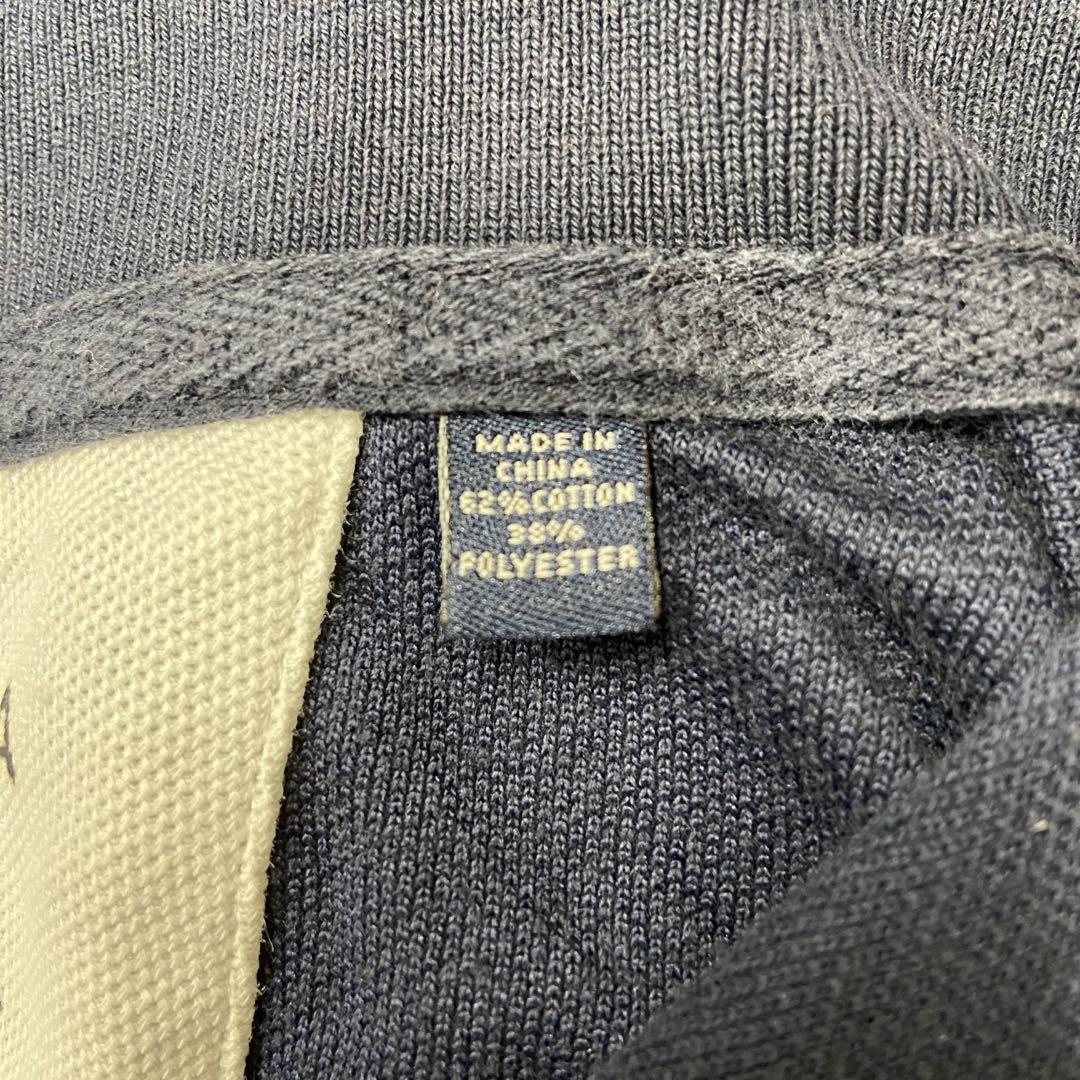 MADE IN
CHINA
62%COTTON
38%
POLYESTER